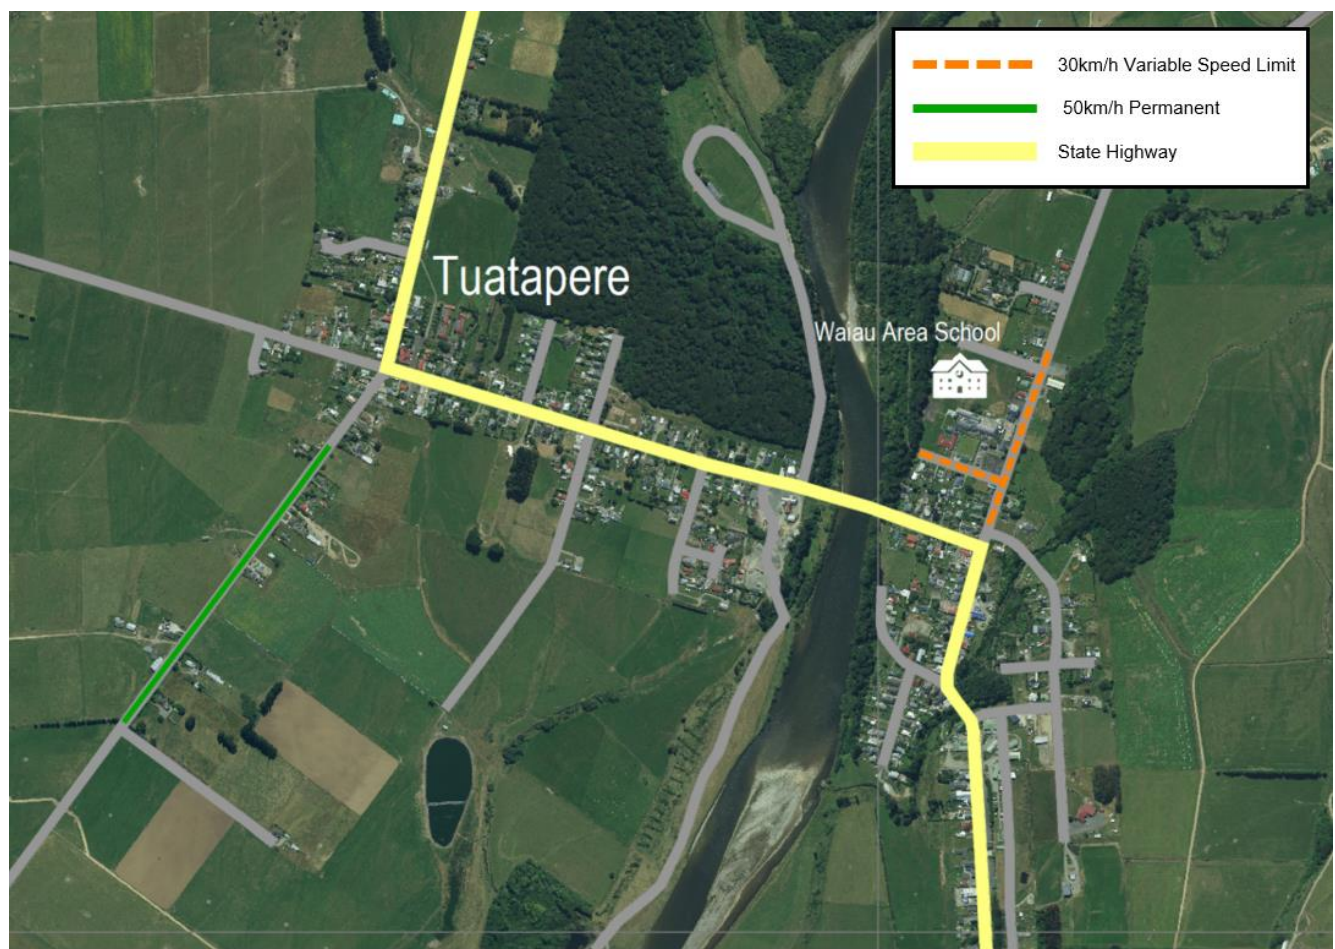 30km/h Variable Speed Limit
50km/h Permanent
State Highway
Tuatapere
Waiau Area School